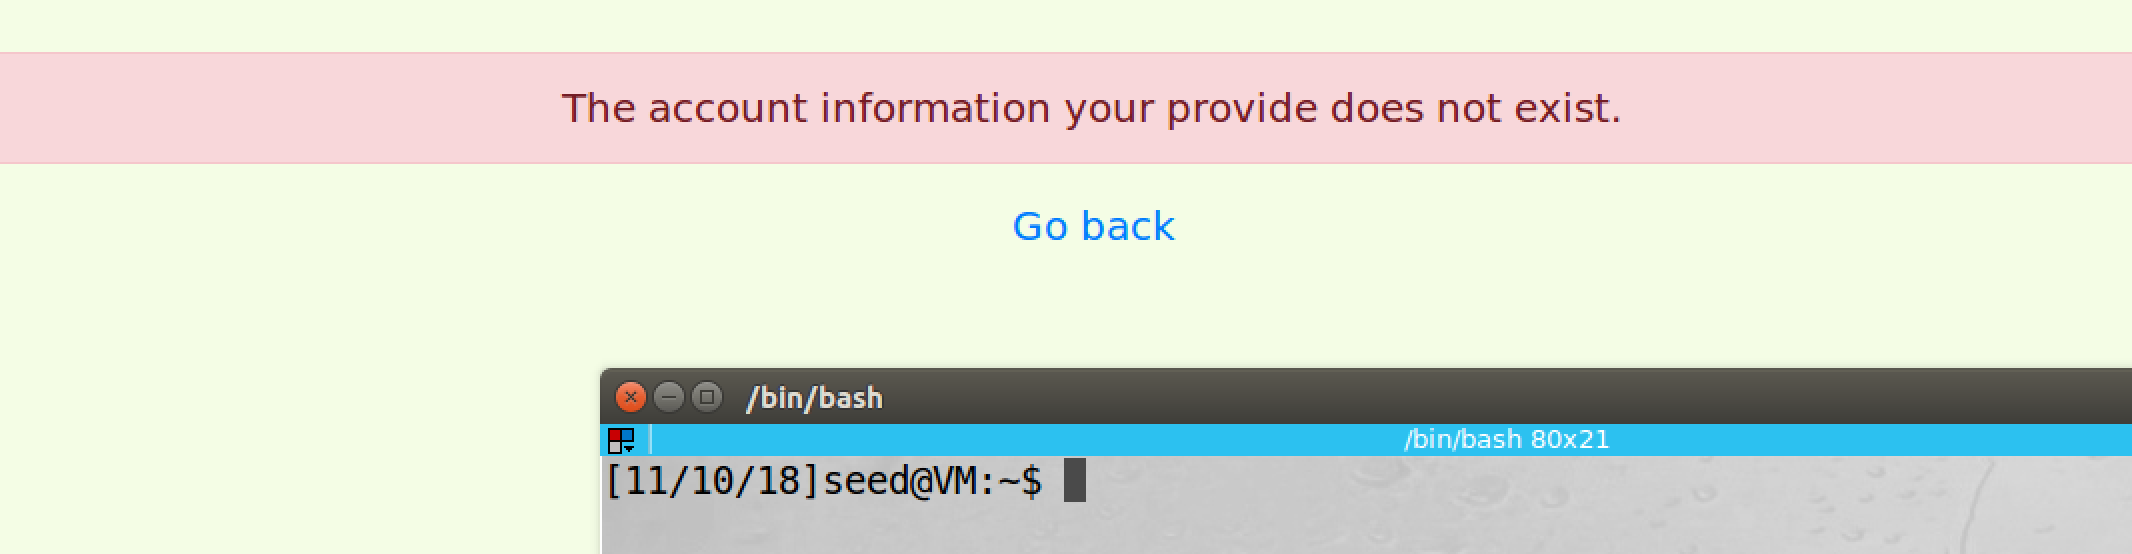 The account information your provide does not exist.
Go back
/bin/bash
/bin/bash 80x21
[11/10/18]seed@VM:~$